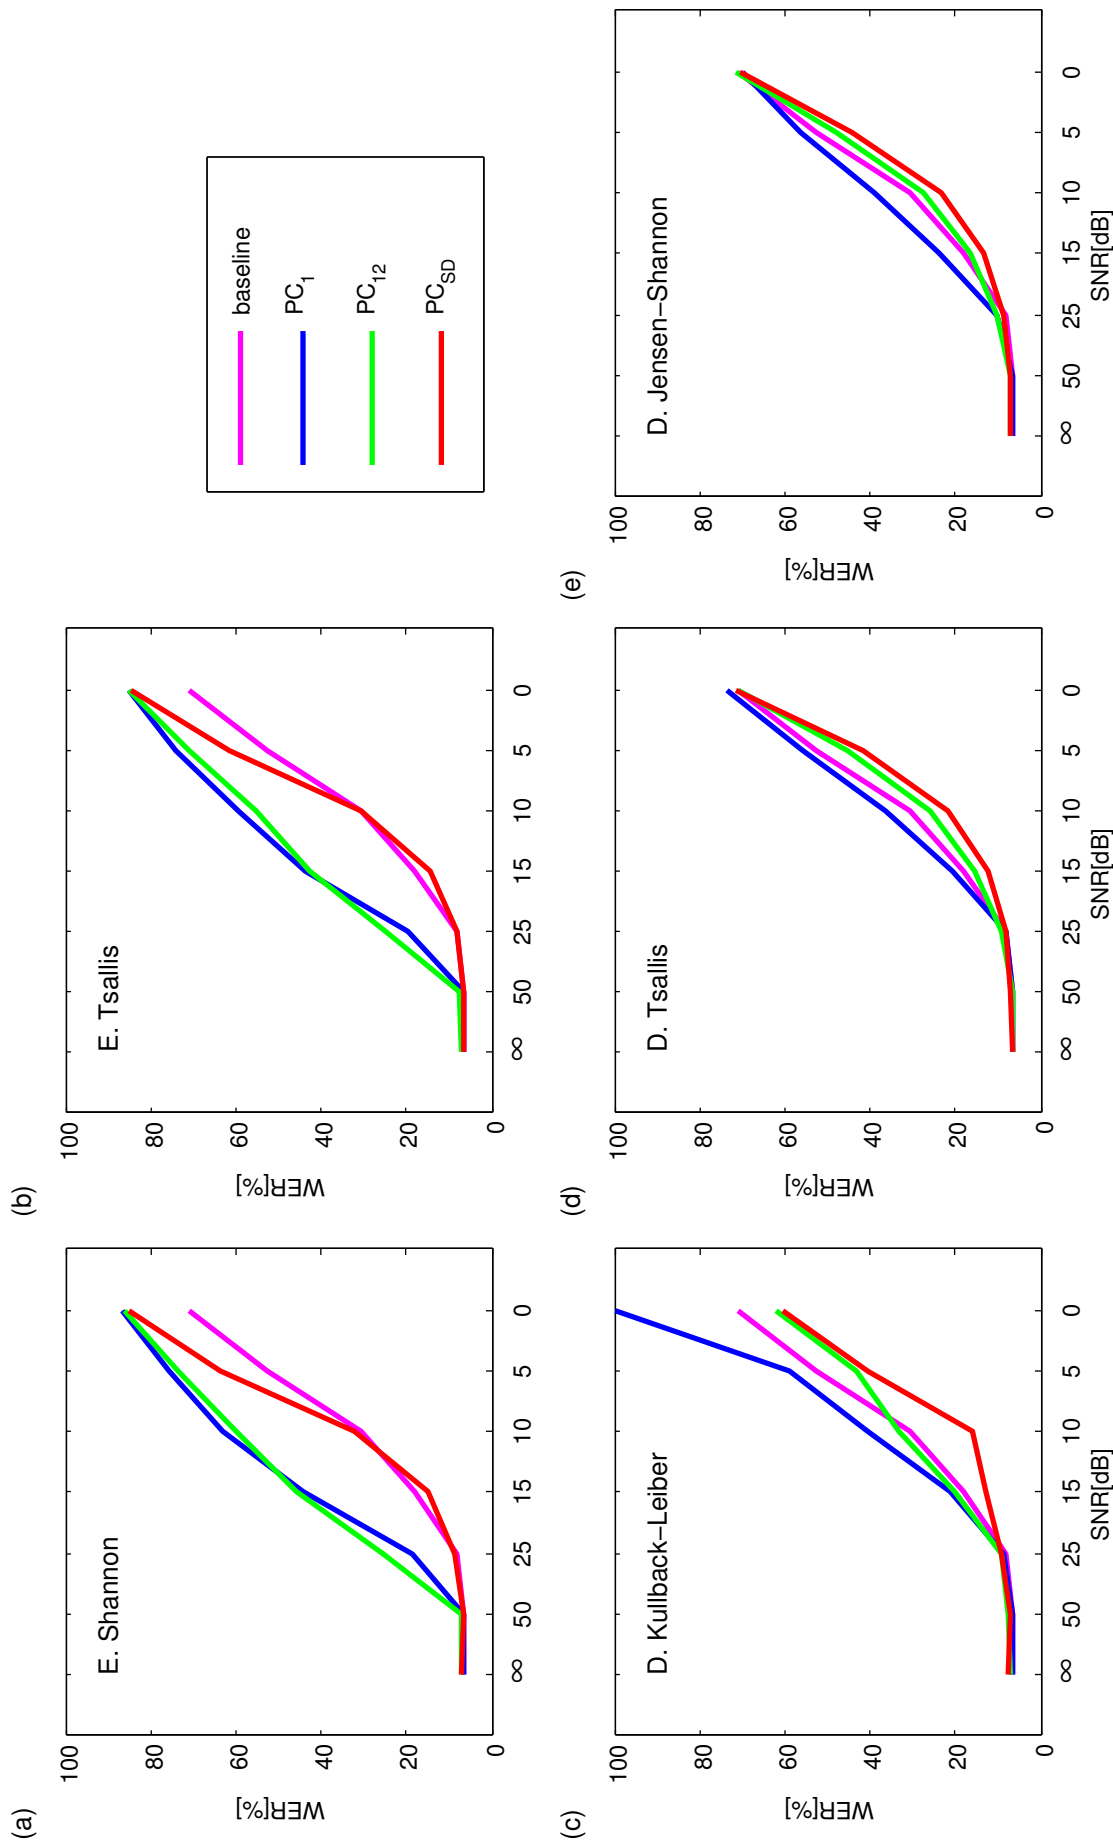 (a)
E. Shannon
WER[%]
100
80
60
40
20
0
∞ 50 25 15 10 5 0
(b)
E. Tsallis
WER[%]
100
80
60
40
20
0
∞ 50 25 15 10 5 0
baseline
PC1
PC12
PCSD
(c)
D. Kullback−Leiber
WER[%]
100
80
60
40
20
0
∞ 50 25 15 10 5 0
SNR[dB]
(d)
D. Tsallis
WER[%]
100
80
60
40
20
0
∞ 50 25 15 10 5 0
SNR[dB]
(e)
D. Jensen−Shannon
WER[%]
100
80
60
40
20
0
∞ 50 25 15 10 5 0
SNR[dB]